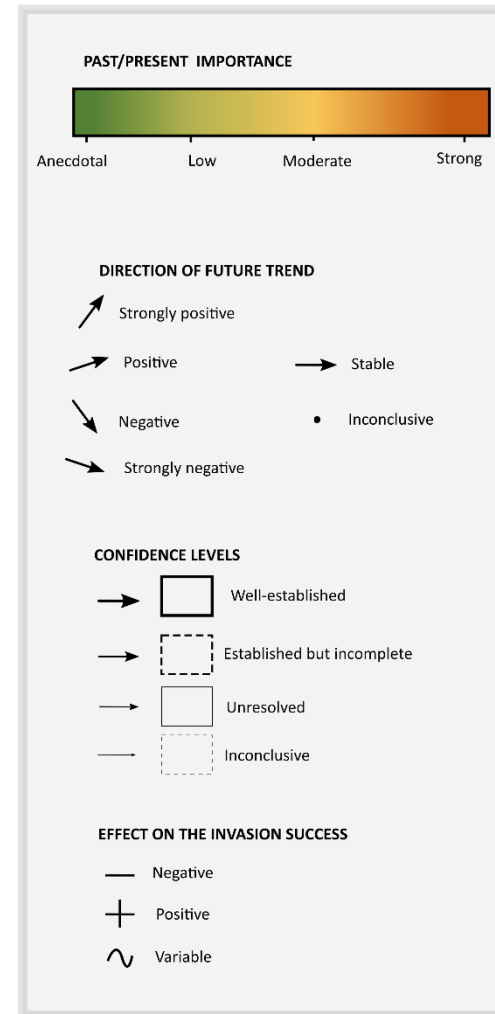 PAST/PRESENT IMPORTANCE
Anecdotal Low Moderate Strong
DIRECTION OF FUTURE TREND
Strongly positive
Positive Stable
Negative Inconclusive
Strongly negative
CONFIDENCE LEVELS
Well-established
Established but incomplete
Unresolved
Inconclusive
EFFECT ON THE INVASION SUCCESS
Negative
Positive
Variable